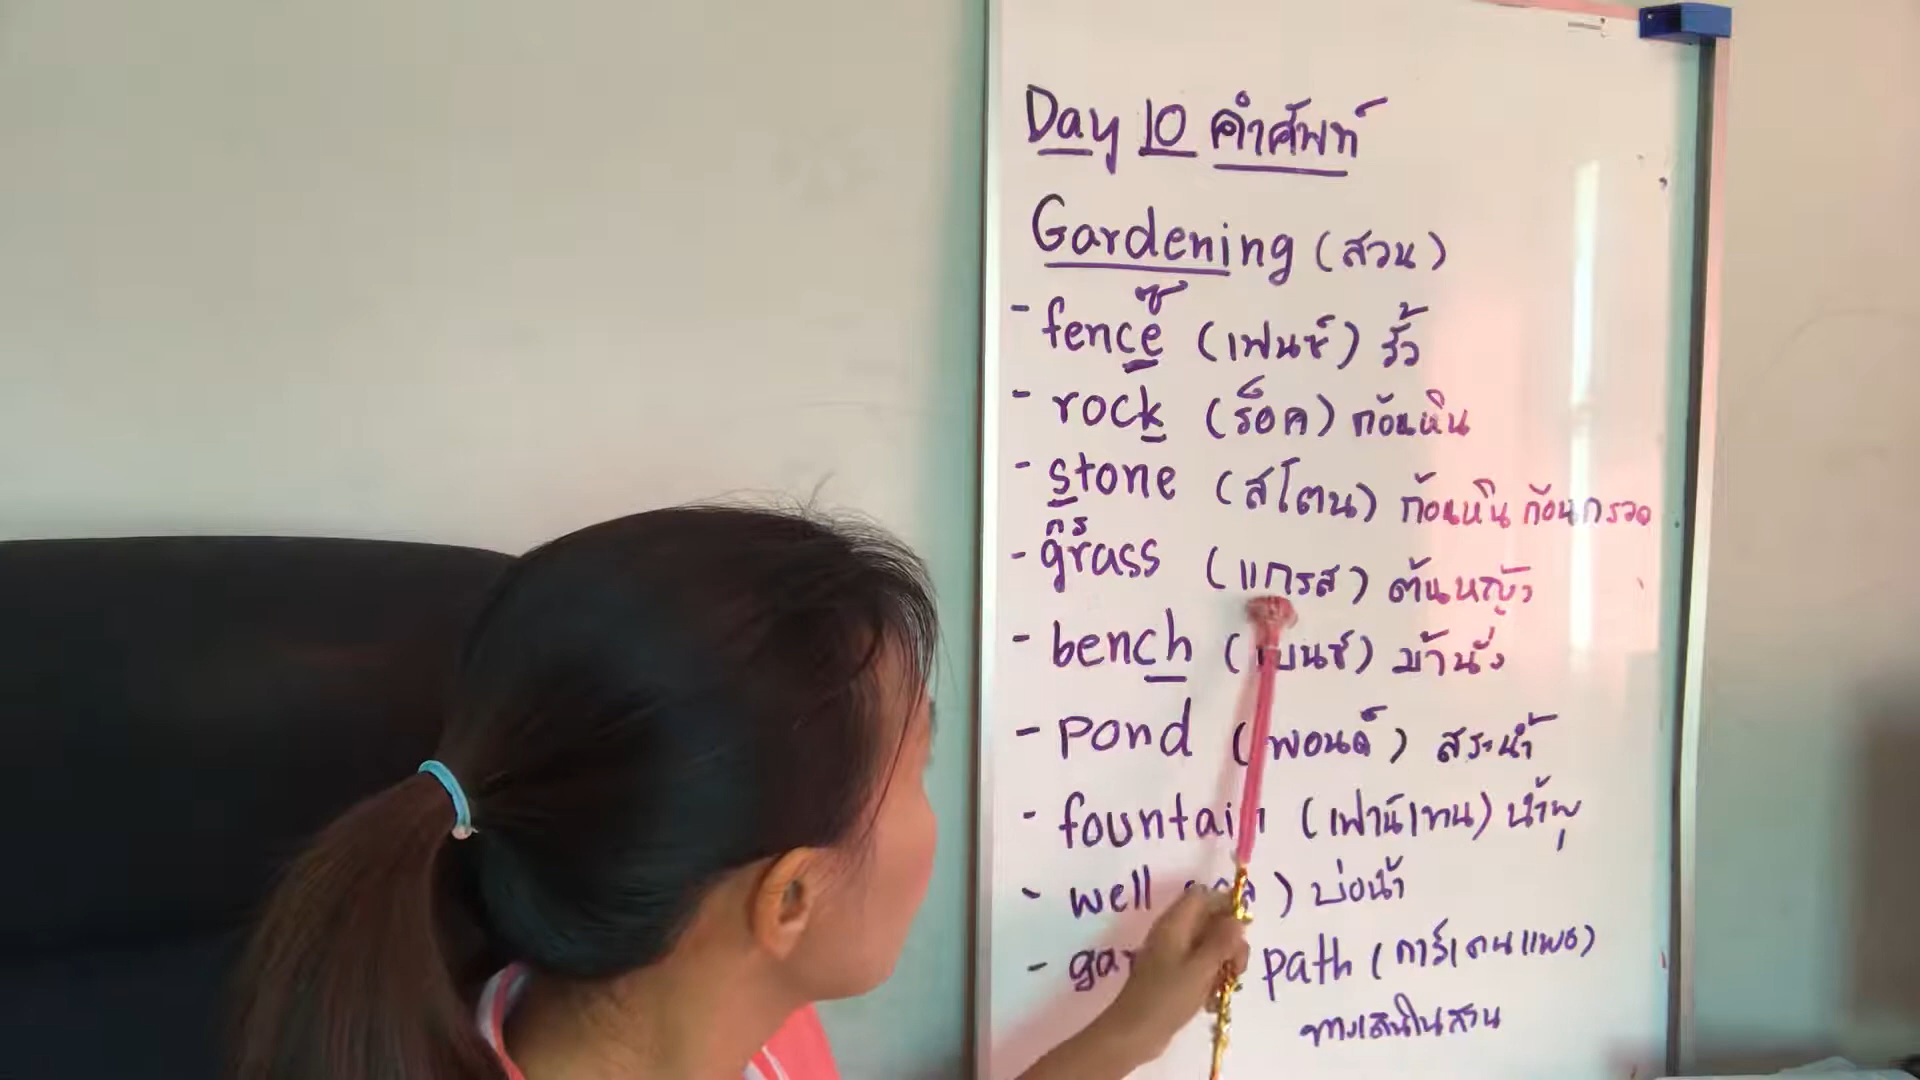 Day 10 คำศัพท์
Gardening (สวน)
ซ
- fence (เฟนซ์) รั้ว
- rock (ร็อค) ก้อนหิน
- stone (สโตน) ก้อนหิน ก้อนกรวด
กร
- grass (แกรส) ต้นหญ้า
- bench (เบนช์) ม้านั่ง
- pond (พอนด์) สระน้ำ
- fountain (เฟาน์เทน) น้ำพุ
- well ) บ่อน้ำ
- path (การ์เดนแพธ)
ทางเดินในสวน